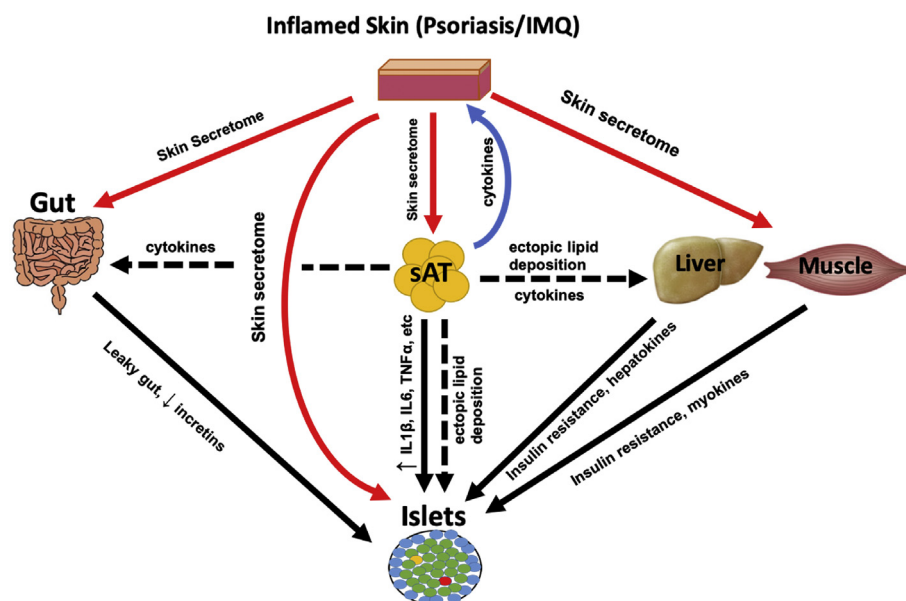 Inflamed Skin (Psoriasis/IMQ)
Skin Secretome
Skin secretome
Skin secretome
cytokines
Skin secretome
Gut
cytokines
sAT
ectopic lipid
deposition
cytokines
Liver
Muscle
Leaky gut, ↓ incretins
↑ IL1β, IL6, TNFα, etc
ectopic lipid
deposition
Insulin resistance, hepatokines
Insulin resistance, myokines
Islets